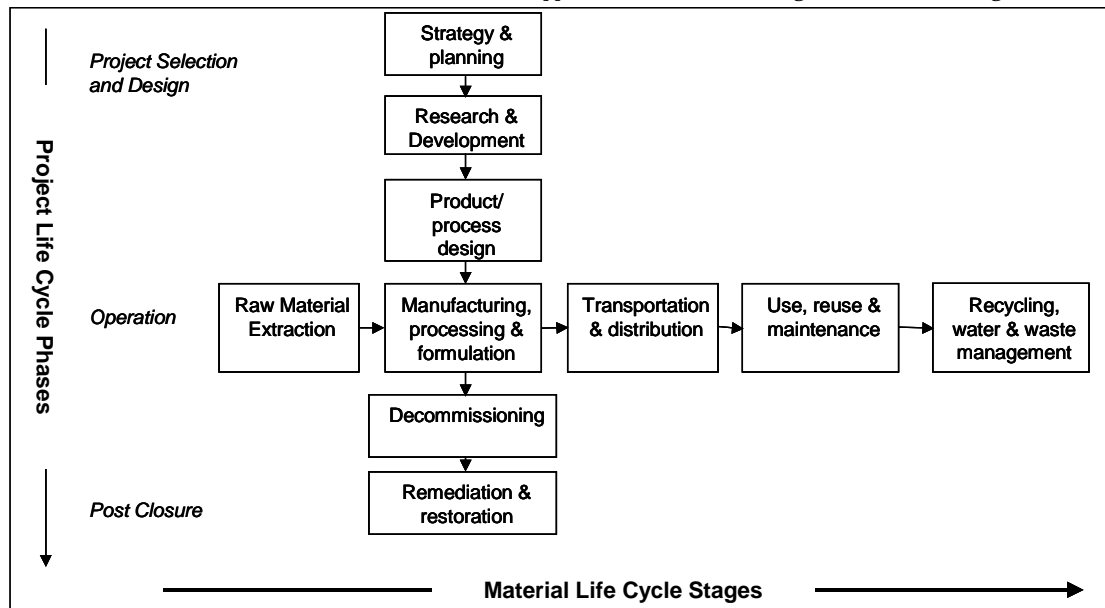 Strategy &
planning
Project Selection
and Design
Research &
Development
Product/
process
design
Project Life Cycle Phases
Operation
Raw Material
Extraction
Manufacturing,
processing &
formulation
Transportation
& distribution
Use, reuse &
maintenance
Recycling,
water & waste
management
Decommissioning
Post Closure
Remediation &
restoration
Material Life Cycle Stages